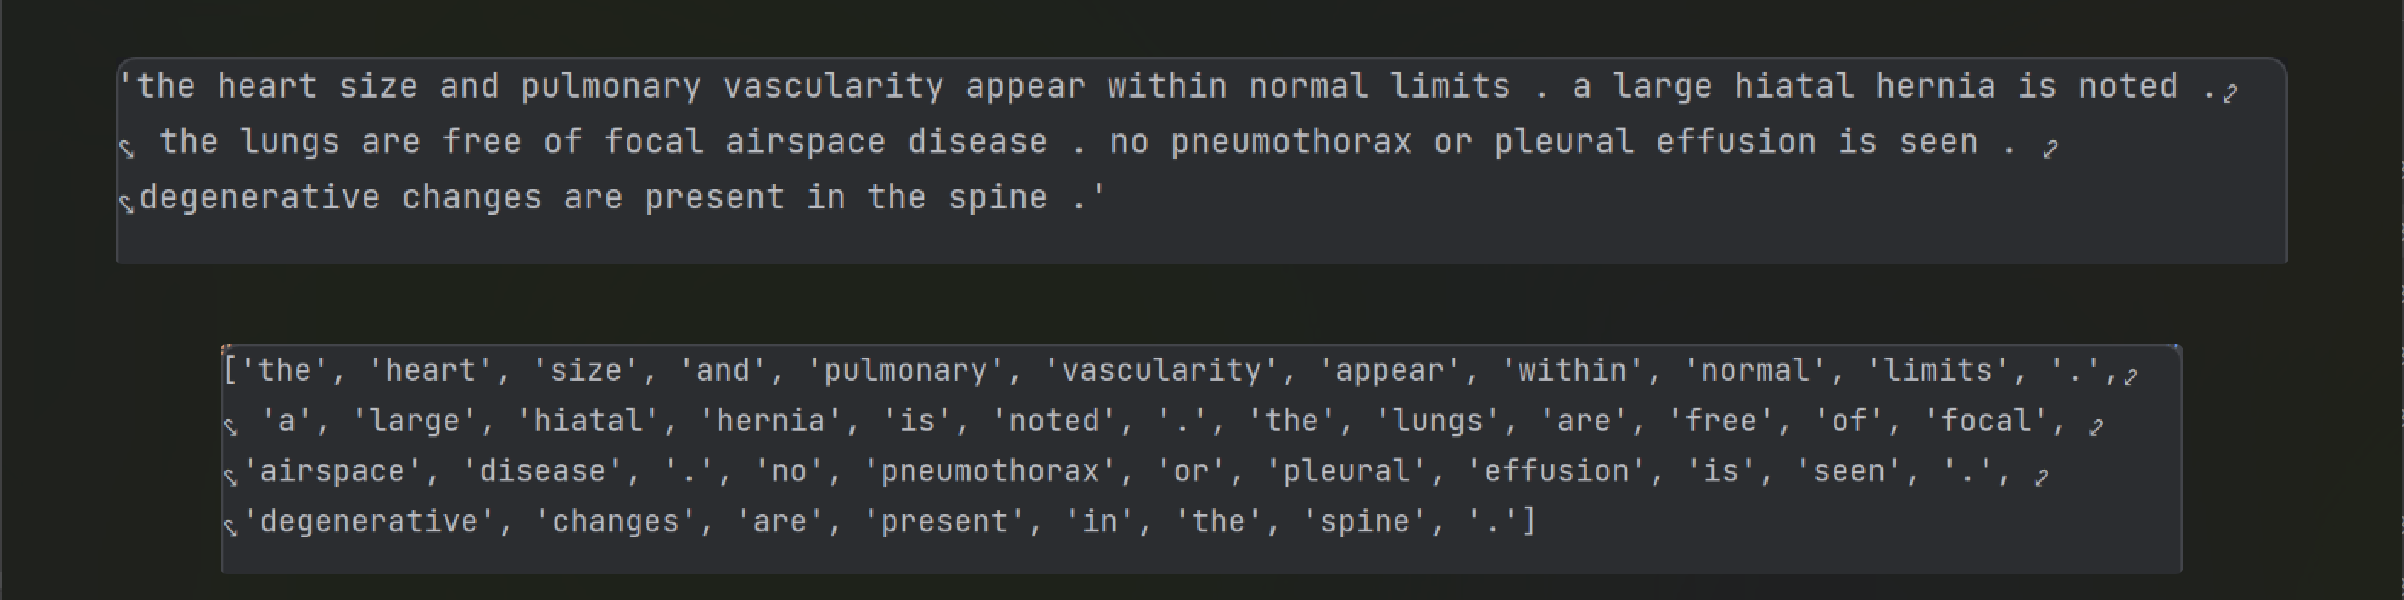 'the heart size and pulmonary vascularity appear within normal limits . a large hiatal hernia is noted .
the lungs are free of focal airspace disease . no pneumothorax or pleural effusion is seen .
degenerative changes are present in the spine .'
['the', 'heart', 'size', 'and', 'pulmonary', 'vascularity', 'appear', 'within', 'normal', 'limits', '.',
'a', 'large', 'hiatal', 'hernia', 'is', 'noted', '.', 'the', 'lungs', 'are', 'free', 'of', 'focal',
'airspace', 'disease', '.', 'no', 'pneumothorax', 'or', 'pleural', 'effusion', 'is', 'seen', '.',
'degenerative', 'changes', 'are', 'present', 'in', 'the', 'spine', '.']